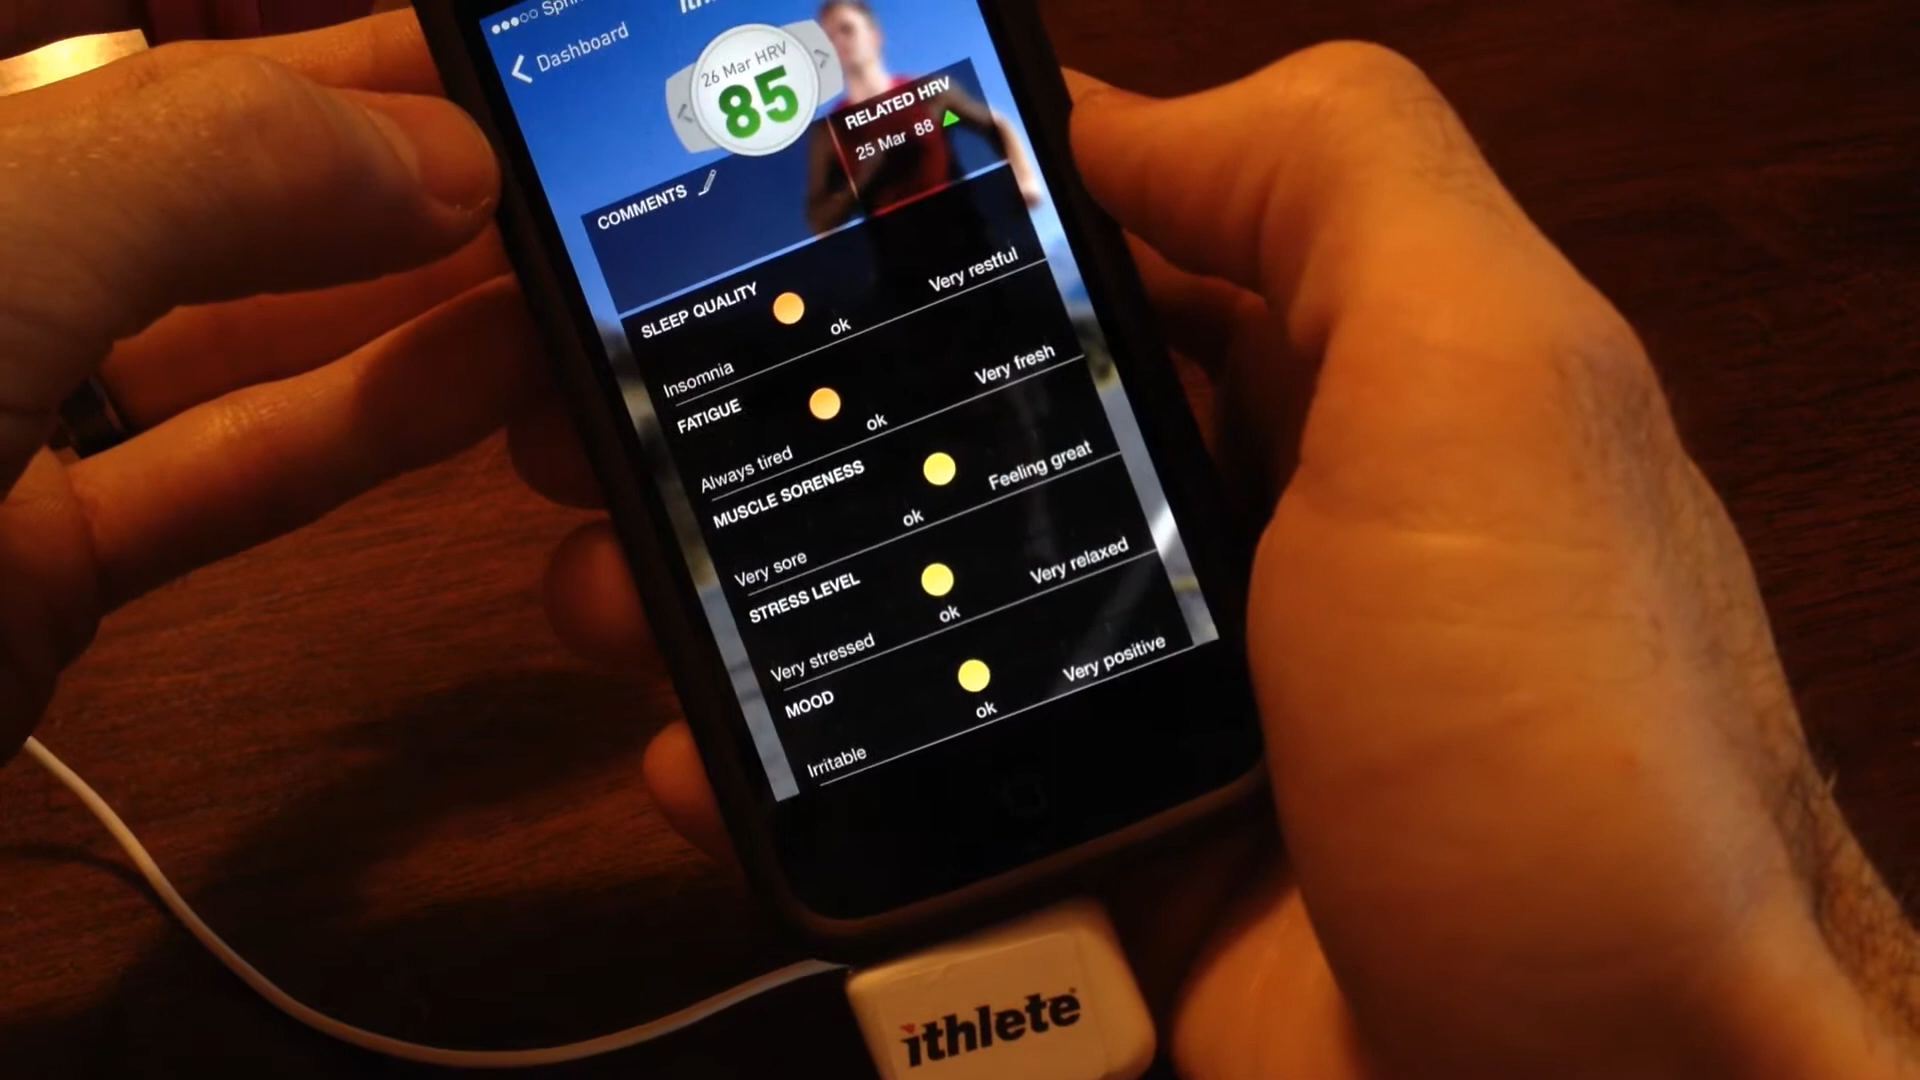 Dashboard
26 Mar HRV
85
RELATED HRV
25 Mar 88
COMMENTS
SLEEP QUALITY
Insomnia ok Very restful
FATIGUE
Always tired ok Very fresh
MUSCLE SORENESS
Very sore ok Feeling great
STRESS LEVEL
Very stressed ok Very relaxed
MOOD
Irritable ok Very positive
ithlete